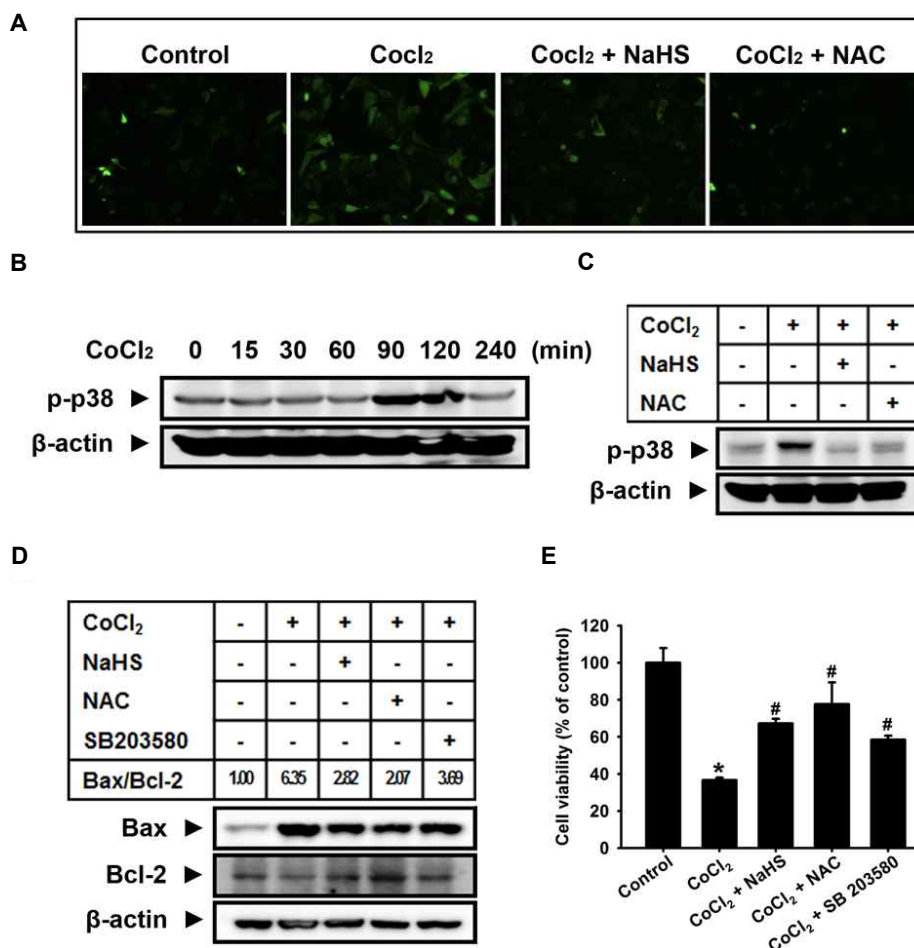 A
Control Cocl₂ Cocl₂ + NaHS CoCl₂ + NAC
B
CoCl₂ 0 15 30 60 90 120 240 (min)
p-p38
β-actin
C
CoCl₂ - + + +
NaHS - - + -
NAC - - - +
p-p38
β-actin
D
CoCl₂ - + + + +
NaHS - - + - -
NAC - - - + -
SB203580 - - - - +
Bax/Bcl-2 1.00 6.35 2.82 2.07 3.69
Bax
Bcl-2
β-actin
E
Cell viability (% of control)
120
100
80
60
40
20
0
* # # #
Control
CoCl₂
CoCl₂ + NaHS
CoCl₂ + NAC
CoCl₂ + SB 203580